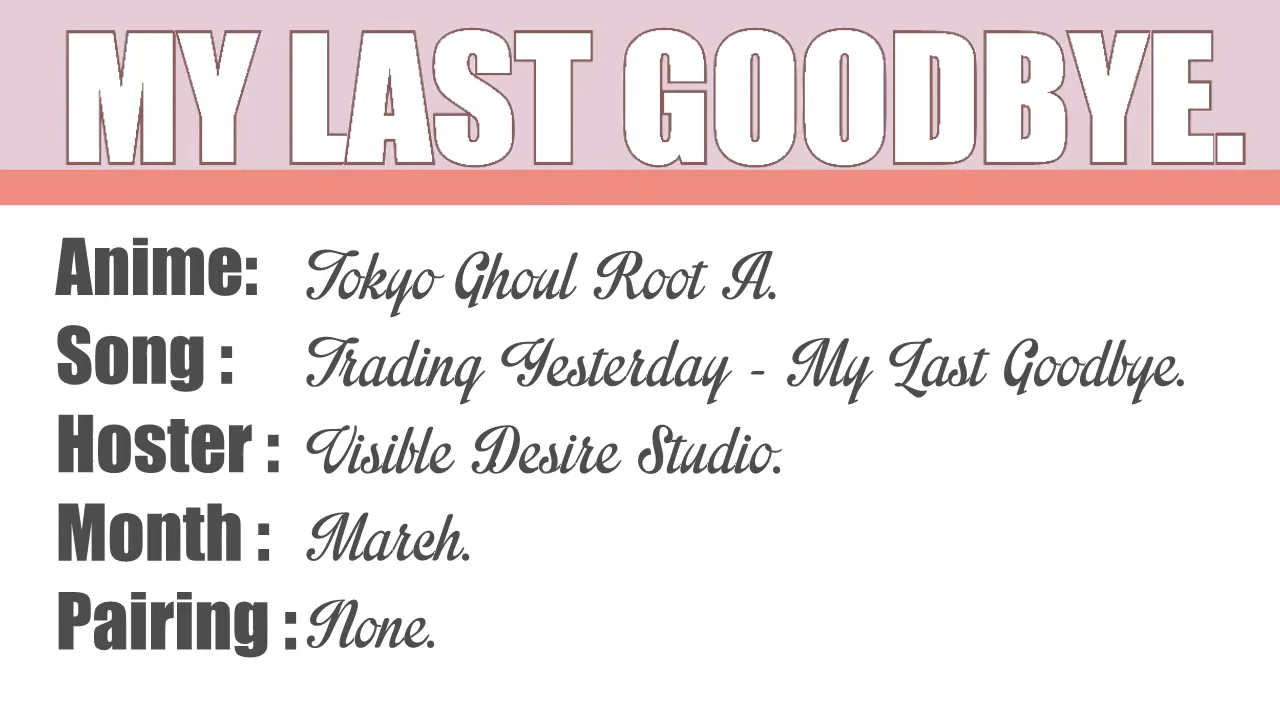 MY LAST GOODBYE.
Anime: Tokyo Ghoul Root A.
Song : Trading Yesterday - My Last Goodbye.
Hoster : Visible Desire Studio.
Month : March.
Pairing : None.